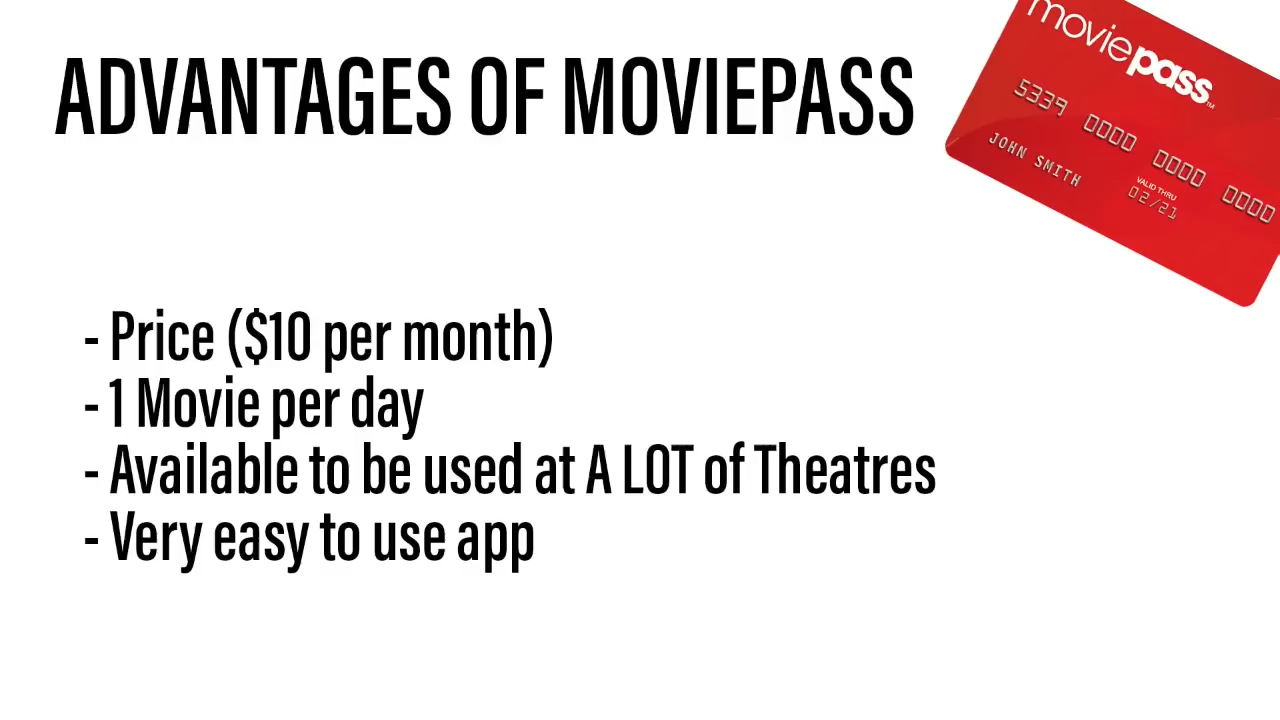 ADVANTAGES OF MOVIEPASS
moviepass™
5339 0000 0000 0000
JOHN SMITH
VALID THRU
02/21
- Price ($10 per month)
- 1 Movie per day
- Available to be used at A LOT of Theatres
- Very easy to use app